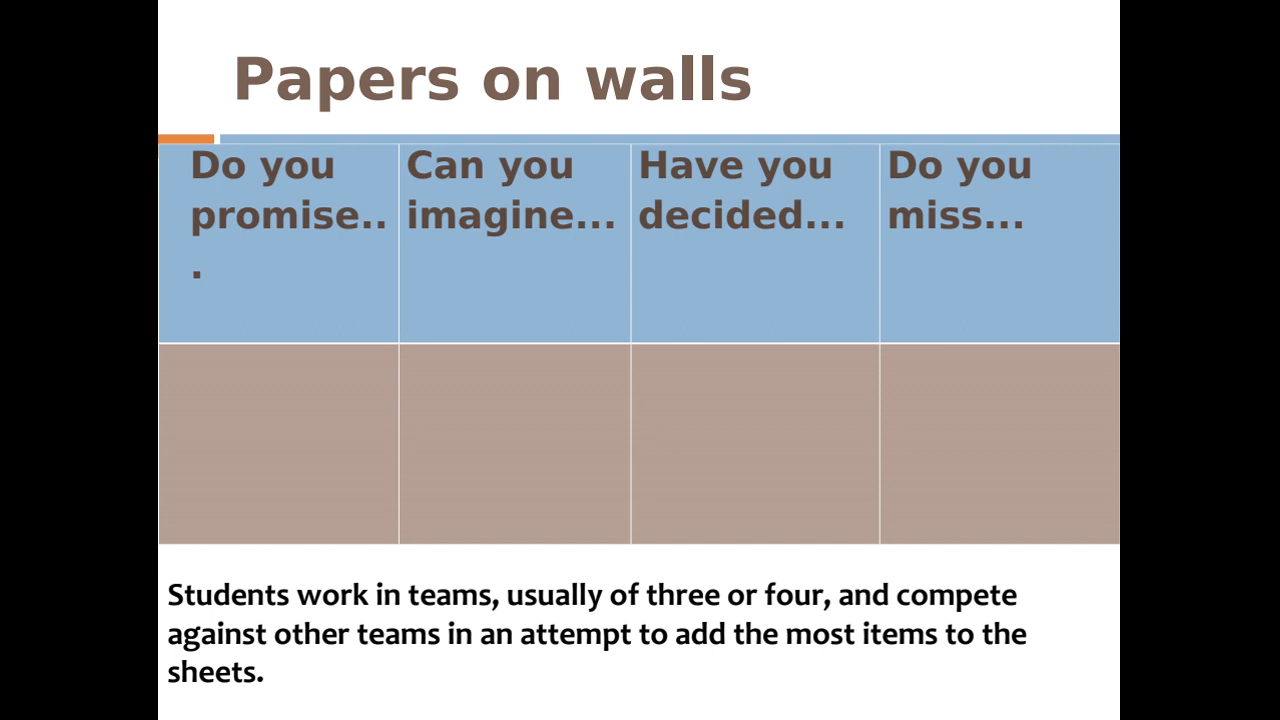 Papers on walls
Do you
promise..
.
Can you
imagine...
Have you
decided...
Do you
miss...
Students work in teams, usually of three or four, and compete
against other teams in an attempt to add the most items to the
sheets.